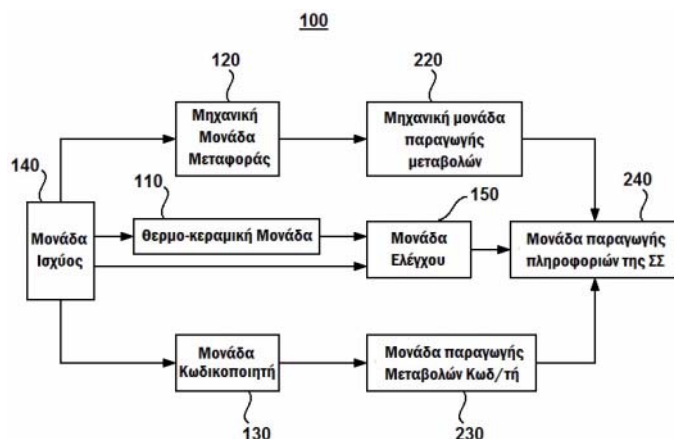 100
120
220
Μηχανική
Μονάδα
Μεταφοράς
Μηχανική μονάδα
παραγωγής
μεταβολών
140
110
150
240
Μονάδα
Ισχύος
Θερμο-κεραμική Μονάδα
Μονάδα
Ελέγχου
Μονάδα παραγωγής
πληροφοριών της ΣΣ
Μονάδα
Κωδικοποιητή
Μονάδα παραγωγής
Μεταβολών Κωδ/τή
130
230